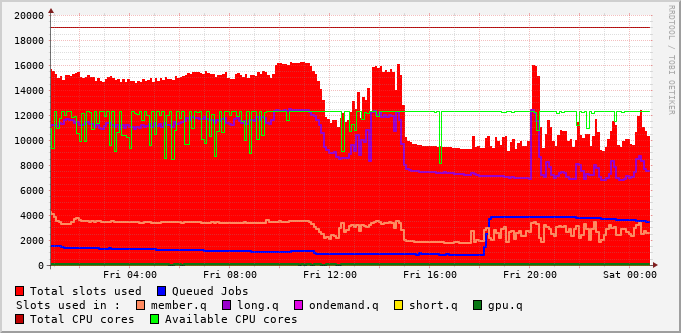 20000
18000
16000
14000
12000
10000
8000
6000
4000
2000
0
Fri 04:00 Fri 08:00 Fri 12:00 Fri 16:00 Fri 20:00 Sat 00:00
RRDTOOL / TOBI OETIKER
Total slots used Queued Jobs
Slots used in : member.q long.q ondemand.q short.q gpu.q
Total CPU cores Available CPU cores